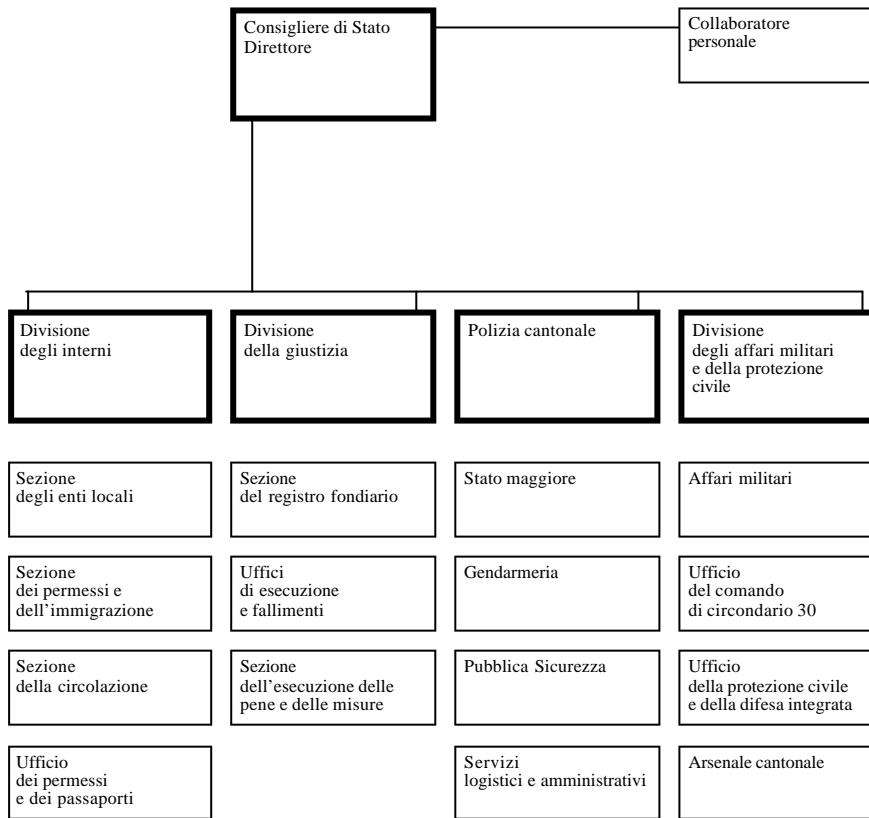 Consigliere di Stato
Direttore
Collaboratore
personale
Divisione
degli interni
Divisione
della giustizia
Polizia cantonale
Divisione
degli affari militari
e della protezione
civile
Sezione
degli enti locali
Sezione
del registro fondiario
Stato maggiore
Affari militari
Sezione
dei permessi e
dell'immigrazione
Uffici
di esecuzione
e fallimenti
Gendarmeria
Ufficio
del comando
di circondario 30
Sezione
della circolazione
Sezione
dell'esecuzione delle
pene e delle misure
Pubblica Sicurezza
Ufficio
della protezione civile
e della difesa integrata
Ufficio
dei permessi
e dei passaporti
Servizi
logistici e amministrativi
Arsenale cantonale